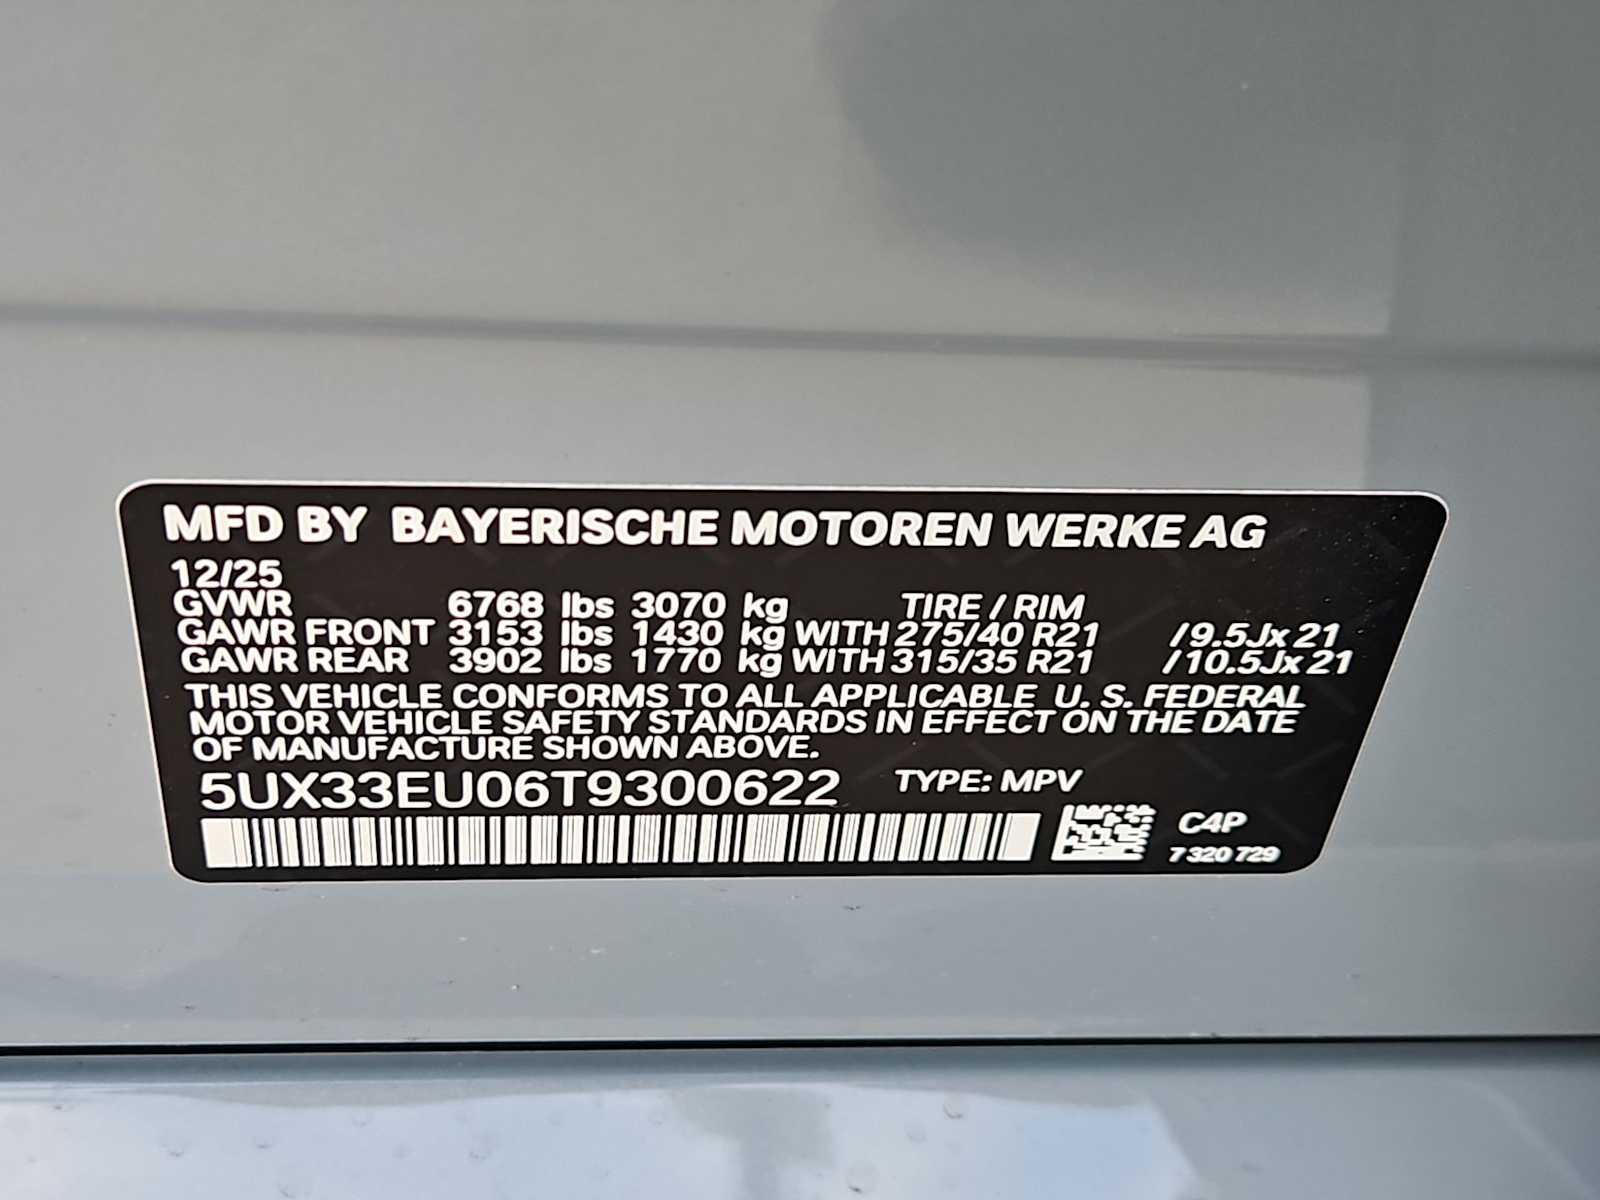 MFD BY BAYERISCHE MOTOREN WERKE AG
12/25
GVWR 6768 lbs 3070 kg TIRE / RIM
GAWR FRONT 3153 lbs 1430 kg WITH 275/40 R21 /9.5Jx21
GAWR REAR 3902 lbs 1770 kg WITH 315/35 R21 /10.5Jx21
THIS VEHICLE CONFORMS TO ALL APPLICABLE U. S. FEDERAL
MOTOR VEHICLE SAFETY STANDARDS IN EFFECT ON THE DATE
OF MANUFACTURE SHOWN ABOVE.
5UX33EU06T9300622 TYPE: MPV
C4P
7 320 729